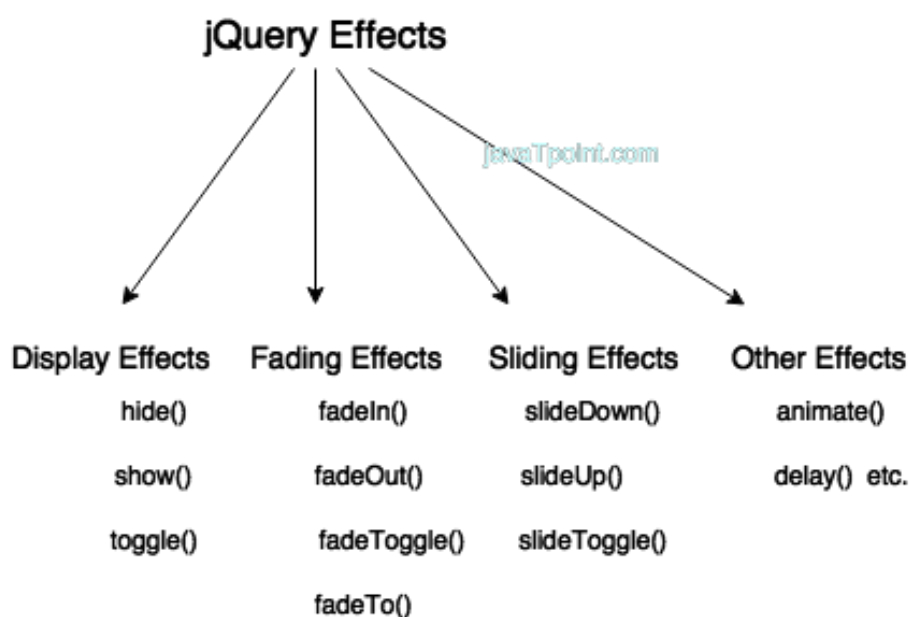 jQuery Effects
javaTpoint.com
Display Effects
hide()
show()
toggle()
Fading Effects
fadeIn()
fadeOut()
fadeToggle()
fadeTo()
Sliding Effects
slideDown()
slideUp()
slideToggle()
Other Effects
animate()
delay() etc.